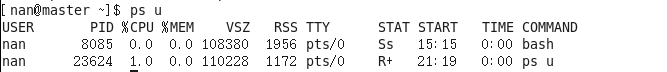 [nan@master ~]$ ps u
USER       PID %CPU %MEM    VSZ   RSS TTY      STAT START   TIME COMMAND
nan       8085  0.0  0.0 108380  1956 pts/0    Ss   15:15   0:00 bash
nan      23624  1.0  0.0 110228  1172 pts/0    R+   21:19   0:00 ps u